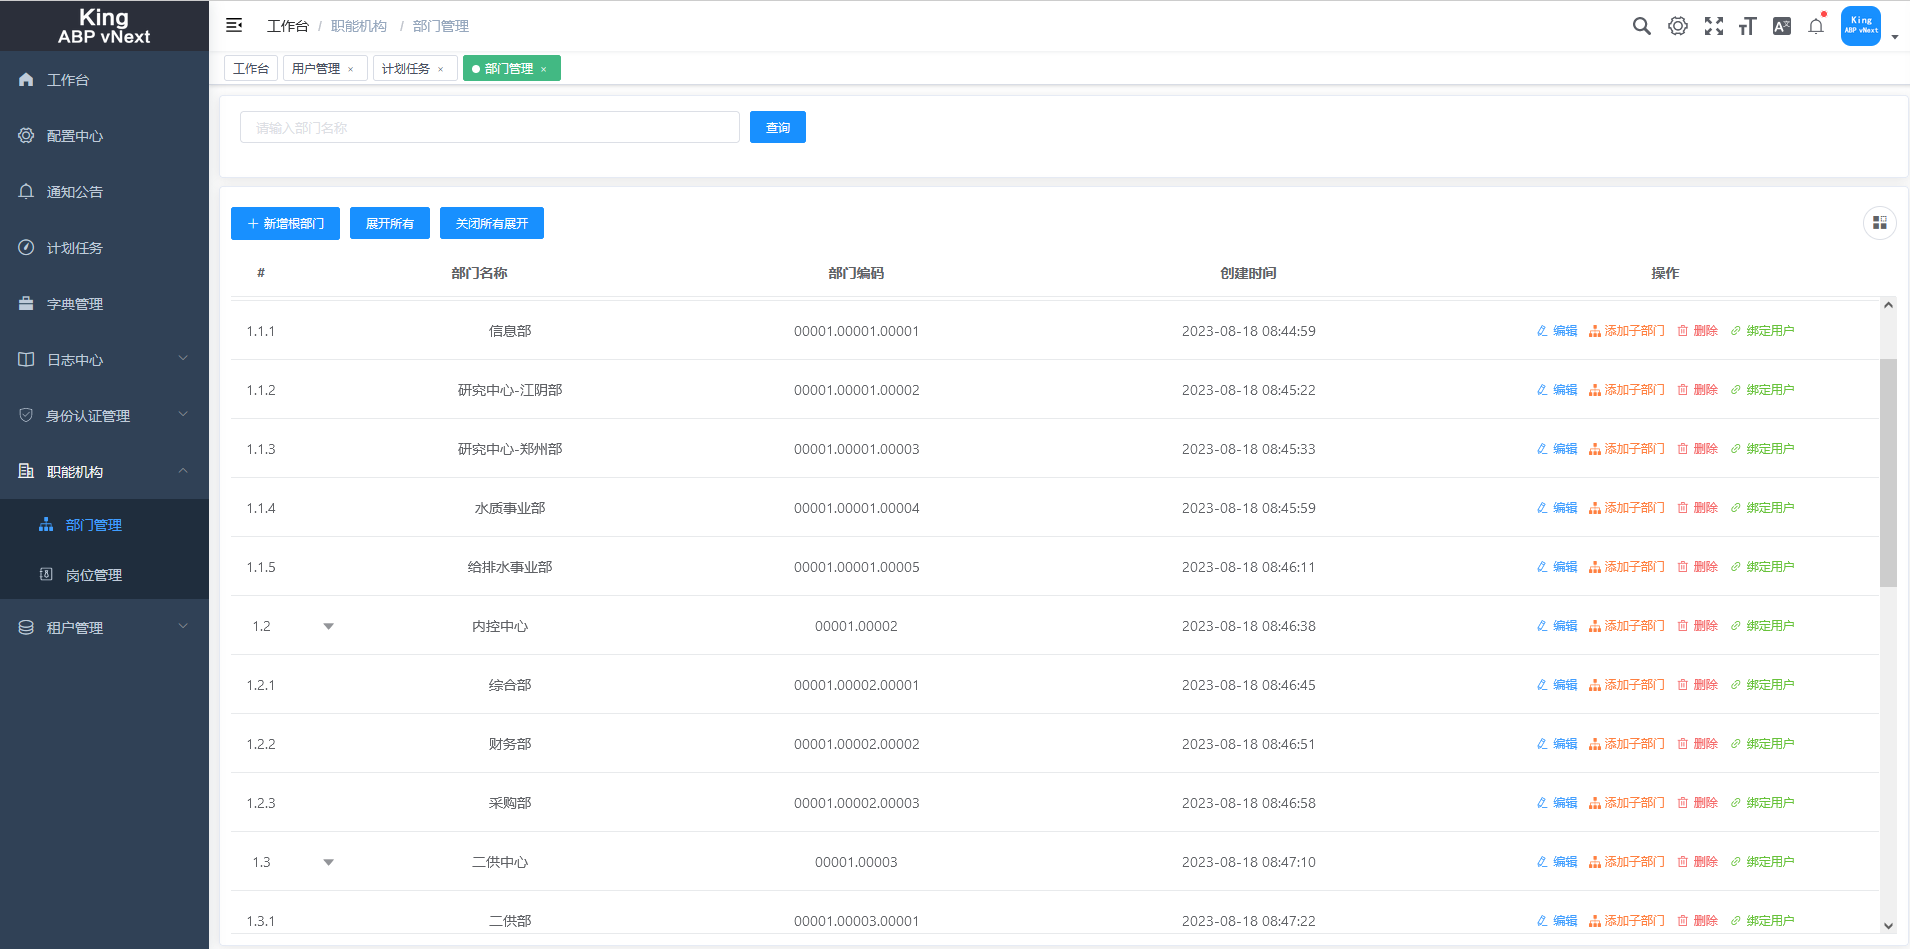 King
ABP vNext
工作台
配置中心
通知公告
计划任务
字典管理
日志中心
身份认证管理
职能机构
部门管理
岗位管理
租户管理
工作台 / 职能机构 / 部门管理
King
ABP vNext
工作台 用户管理 × 计划任务 × 部门管理 ×
请输入部门名称 查询
新增根部门 展开所有 关闭所有展开
# 部门名称 部门编码 创建时间 操作
1.1.1 信息部 00001.00001.00001 2023-08-18 08:44:59 编辑 添加子部门 删除 绑定用户
1.1.2 研究中心-江阴部 00001.00001.00002 2023-08-18 08:45:22 编辑 添加子部门 删除 绑定用户
1.1.3 研究中心-郑州部 00001.00001.00003 2023-08-18 08:45:33 编辑 添加子部门 删除 绑定用户
1.1.4 水质事业部 00001.00001.00004 2023-08-18 08:45:59 编辑 添加子部门 删除 绑定用户
1.1.5 给排水事业部 00001.00001.00005 2023-08-18 08:46:11 编辑 添加子部门 删除 绑定用户
1.2 内控中心 00001.00002 2023-08-18 08:46:38 编辑 添加子部门 删除 绑定用户
1.2.1 综合部 00001.00002.00001 2023-08-18 08:46:45 编辑 添加子部门 删除 绑定用户
1.2.2 财务部 00001.00002.00002 2023-08-18 08:46:51 编辑 添加子部门 删除 绑定用户
1.2.3 采购部 00001.00002.00003 2023-08-18 08:46:58 编辑 添加子部门 删除 绑定用户
1.3 二供中心 00001.00003 2023-08-18 08:47:10 编辑 添加子部门 删除 绑定用户
1.3.1 二供部 00001.00003.00001 2023-08-18 08:47:22 编辑 添加子部门 删除 绑定用户